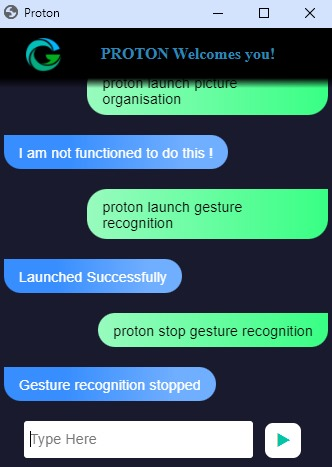 Proton
PROTON Welcomes you!
proton launch picture
organisation
I am not functioned to do this !
proton launch gesture
recognition
Launched Successfully
proton stop gesture recognition
Gesture recognition stopped
Type Here